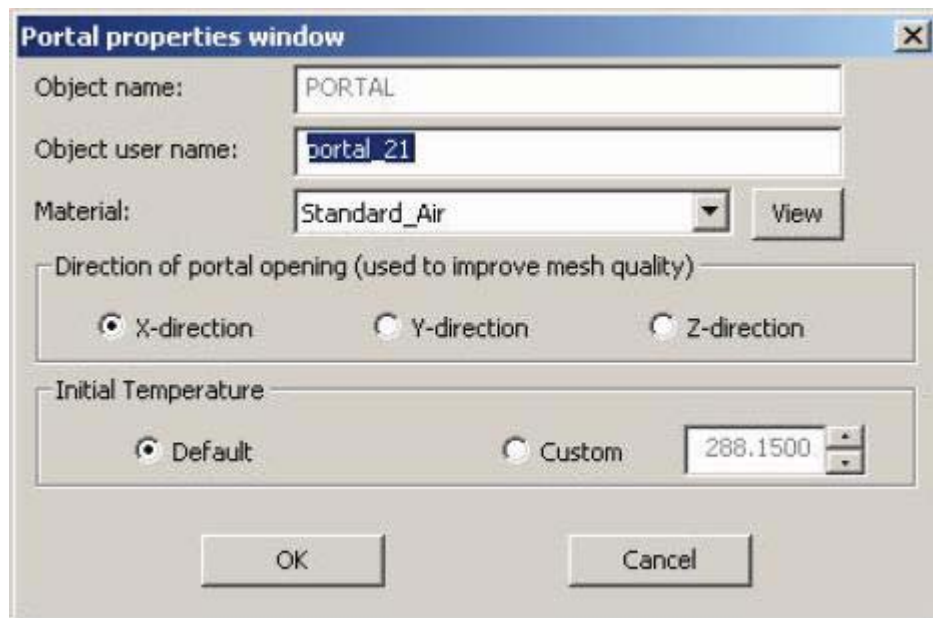 Portal properties window
Object name: PORTAL
Object user name: portal_21
Material: Standard_Air View
Direction of portal opening (used to improve mesh quality)
X-direction Y-direction Z-direction
Initial Temperature
Default Custom 288.1500
OK Cancel